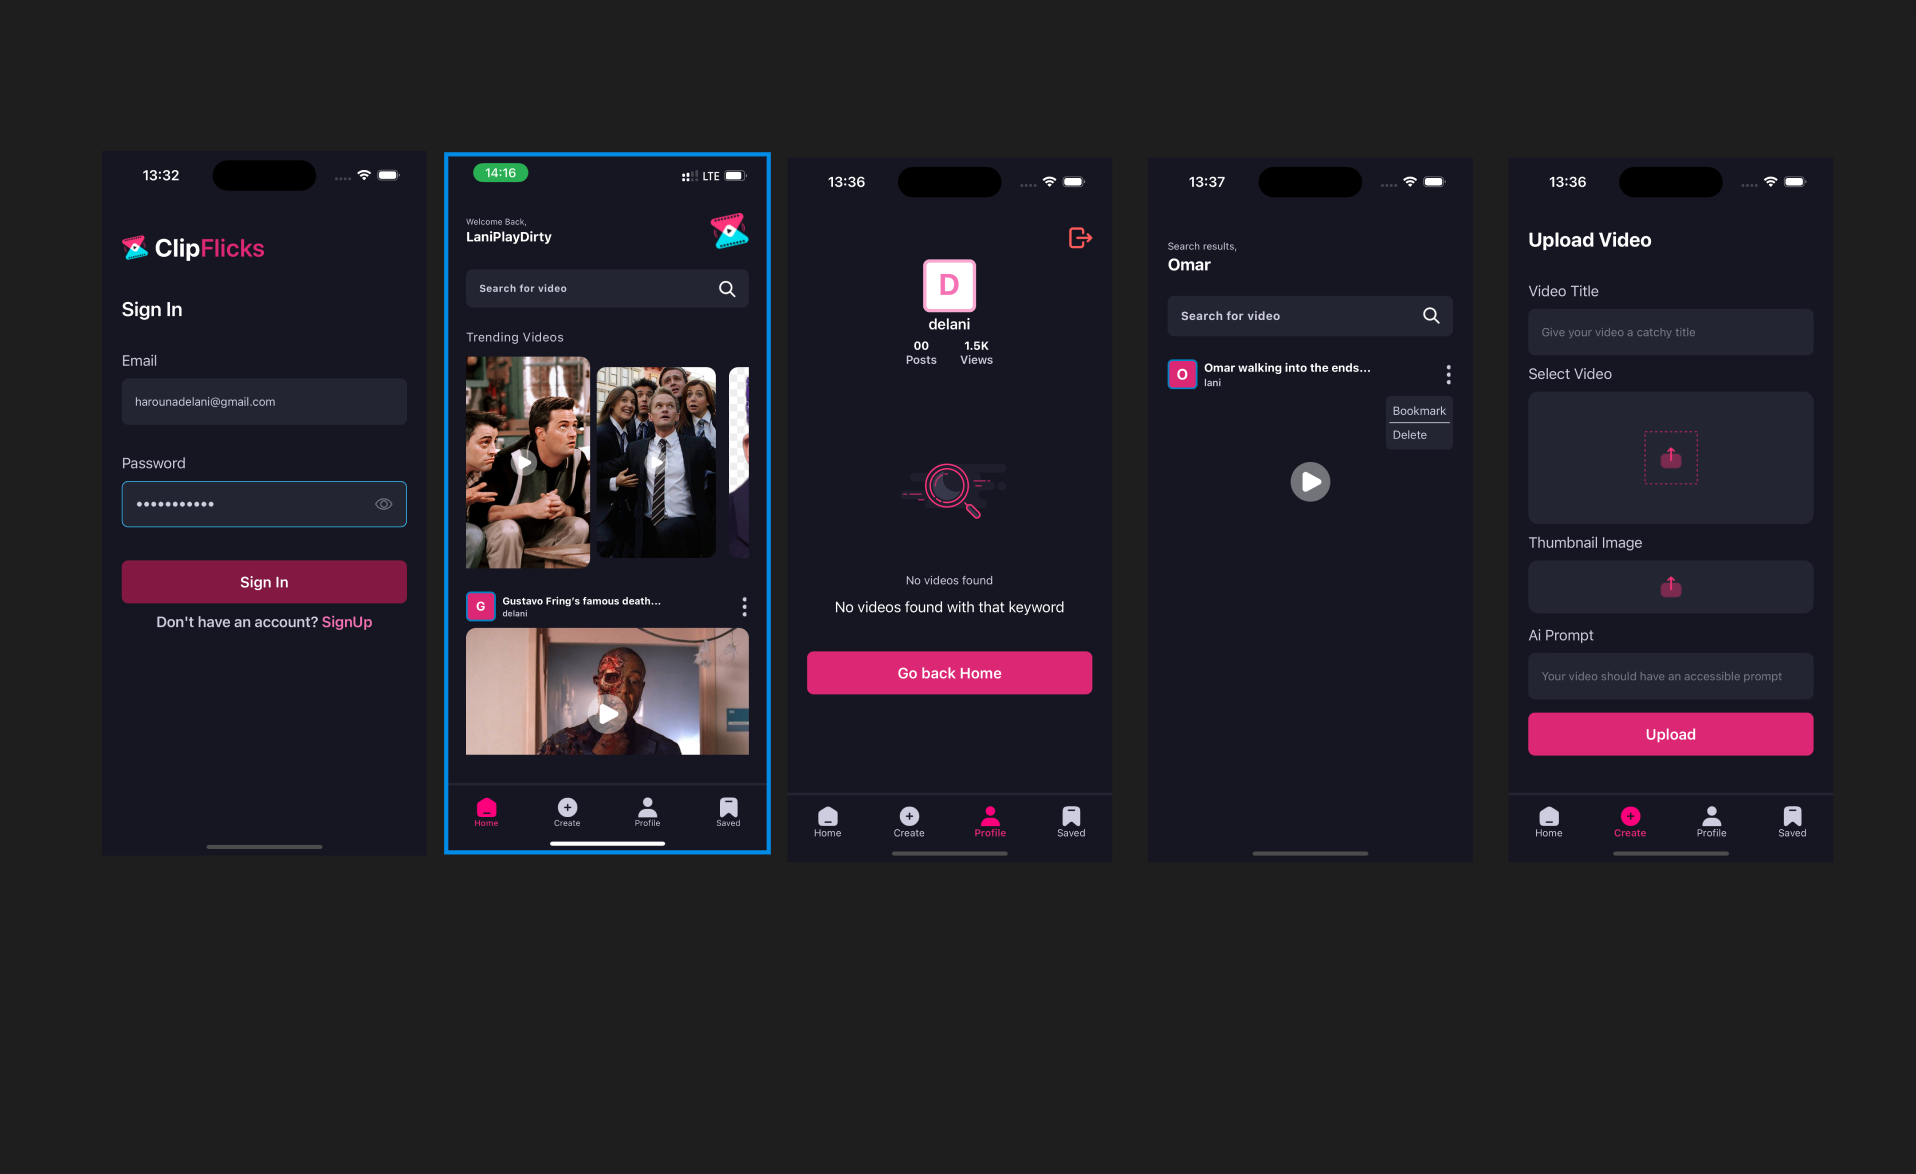 13:32
ClipFlicks
Sign In
Email
harounadelani@gmail.com
Password
•••••••••••
Sign In
Don't have an account? SignUp
14:16
LTE
Welcome Back,
LaniPlayDirty
Search for video
Trending Videos
G
Gustavo Fring's famous death...
delani
Home
Create
Profile
Saved
13:36
D
delani
00
1.5K
Posts
Views
No videos found
No videos found with that keyword
Go back Home
Home
Create
Profile
Saved
13:37
Search results,
Omar
Search for video
O
Omar walking into the ends...
lani
Bookmark
Delete
13:36
Upload Video
Video Title
Give your video a catchy title
Select Video
Thumbnail Image
Ai Prompt
Your video should have an accessible prompt
Upload
Home
Create
Profile
Saved